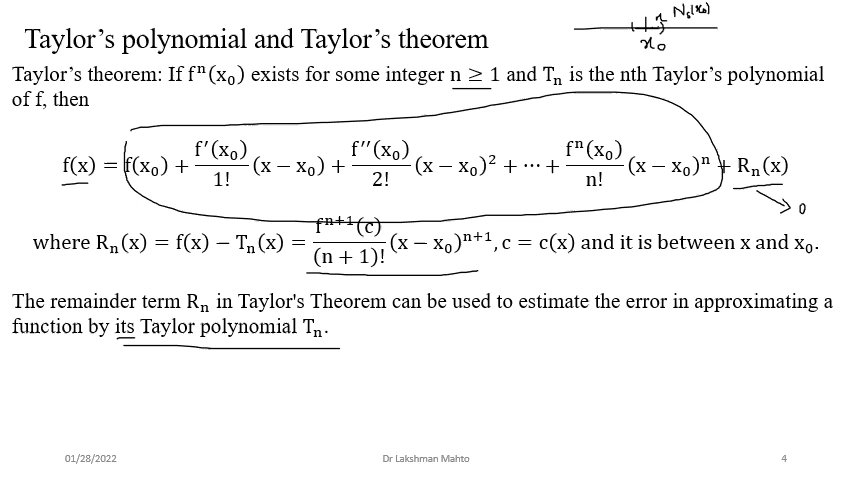 Taylor’s polynomial and Taylor’s theorem
N_δ(x₀)
x₀
Taylor’s theorem: If fⁿ(x₀) exists for some integer n ≥ 1 and Tₙ is the nth Taylor’s polynomial
of f, then
f(x) = f(x₀) + f′(x₀)/1! (x − x₀) + f′′(x₀)/2! (x − x₀)² + ⋯ + fⁿ(x₀)/n! (x − x₀)ⁿ + Rₙ(x)
0
where Rₙ(x) = f(x) − Tₙ(x) = fⁿ⁺¹(c)/(n + 1)! (x − x₀)ⁿ⁺¹, c = c(x) and it is between x and x₀.
The remainder term Rₙ in Taylor's Theorem can be used to estimate the error in approximating a
function by its Taylor polynomial Tₙ.
01/28/2022
Dr Lakshman Mahto
4